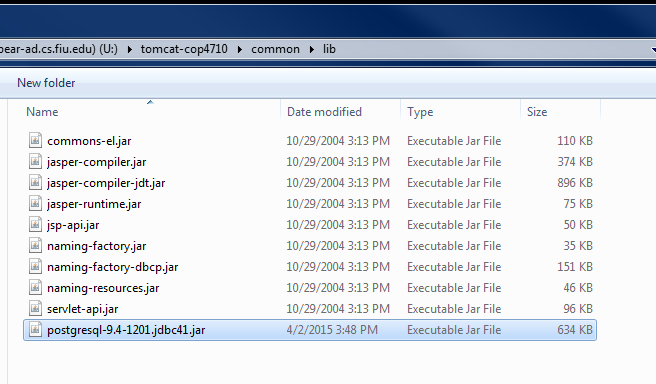 bear-ad.cs.fiu.edu) (U:) tomcat-cop4710 common lib
New folder
Name Date modified Type Size
commons-el.jar 10/29/2004 3:13 PM Executable Jar File 110 KB
jasper-compiler.jar 10/29/2004 3:13 PM Executable Jar File 374 KB
jasper-compiler-jdt.jar 10/29/2004 3:13 PM Executable Jar File 896 KB
jasper-runtime.jar 10/29/2004 3:13 PM Executable Jar File 75 KB
jsp-api.jar 10/29/2004 3:13 PM Executable Jar File 50 KB
naming-factory.jar 10/29/2004 3:13 PM Executable Jar File 35 KB
naming-factory-dbcp.jar 10/29/2004 3:13 PM Executable Jar File 151 KB
naming-resources.jar 10/29/2004 3:13 PM Executable Jar File 46 KB
servlet-api.jar 10/29/2004 3:13 PM Executable Jar File 96 KB
postgresql-9.4-1201.jdbc41.jar 4/2/2015 3:48 PM Executable Jar File 634 KB